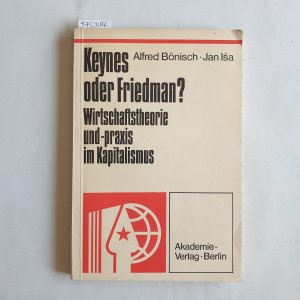 Keynes Alfred Bönisch · Jan Iša
oder Friedman?
Wirtschaftstheorie
und -praxis
im Kapitalismus
Akademie-
Verlag · Berlin